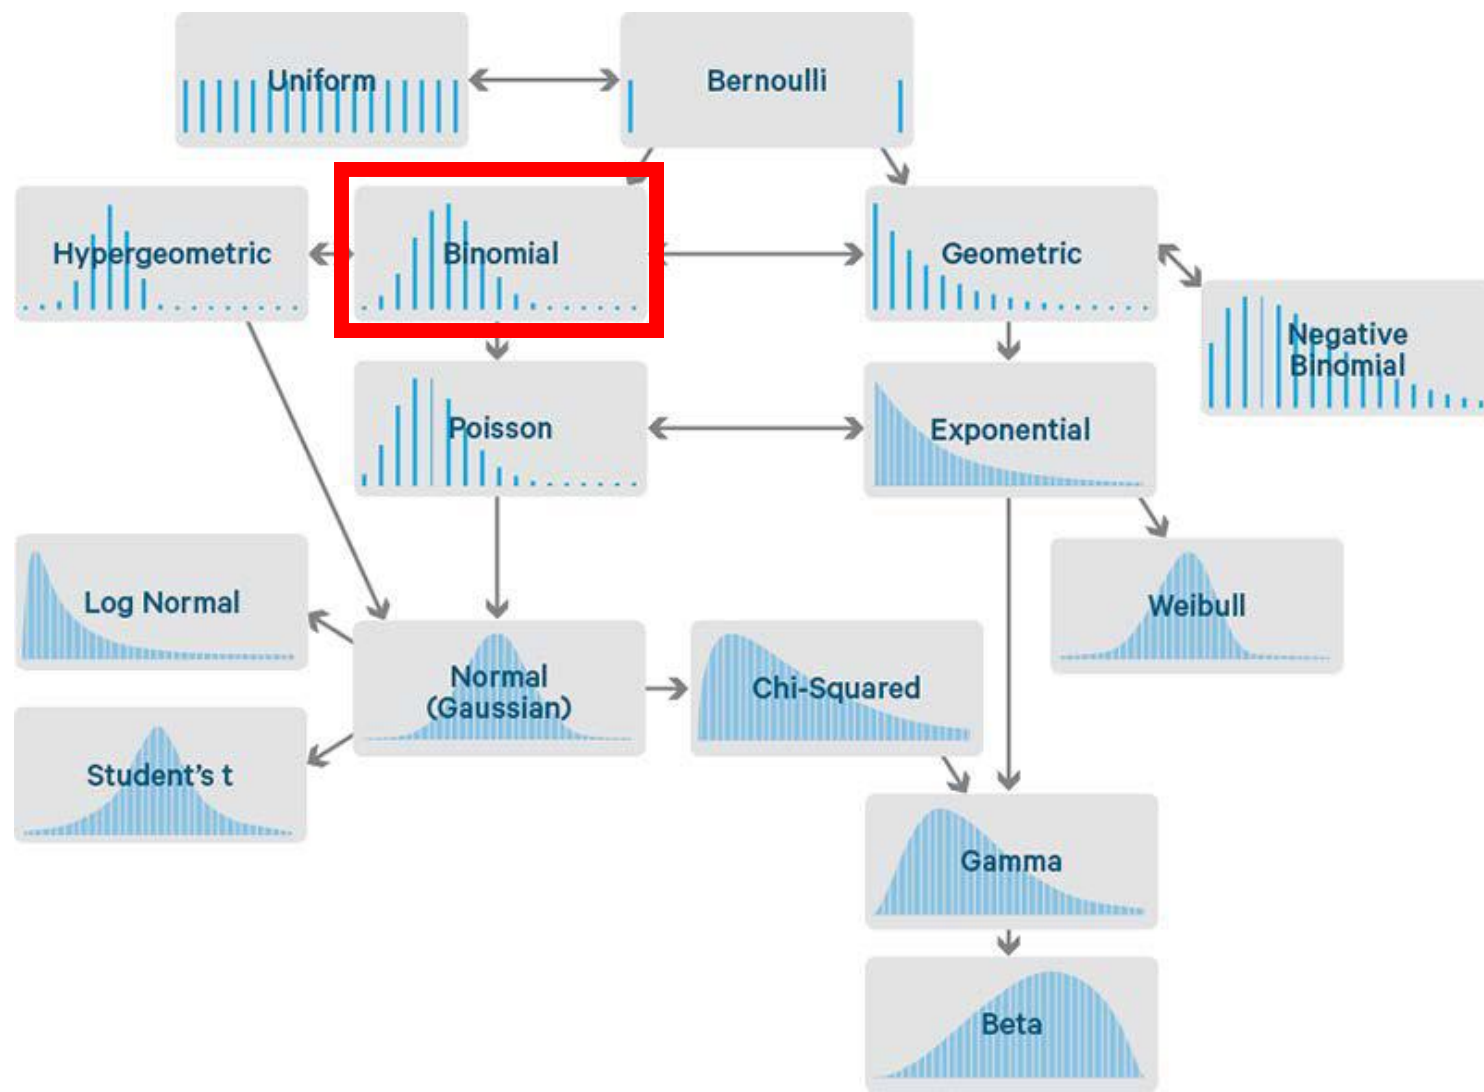 Uniform
Bernoulli
Hypergeometric
Binomial
Geometric
Negative
Binomial
Poisson
Exponential
Log Normal
Weibull
Normal
(Gaussian)
Chi-Squared
Student's t
Gamma
Beta